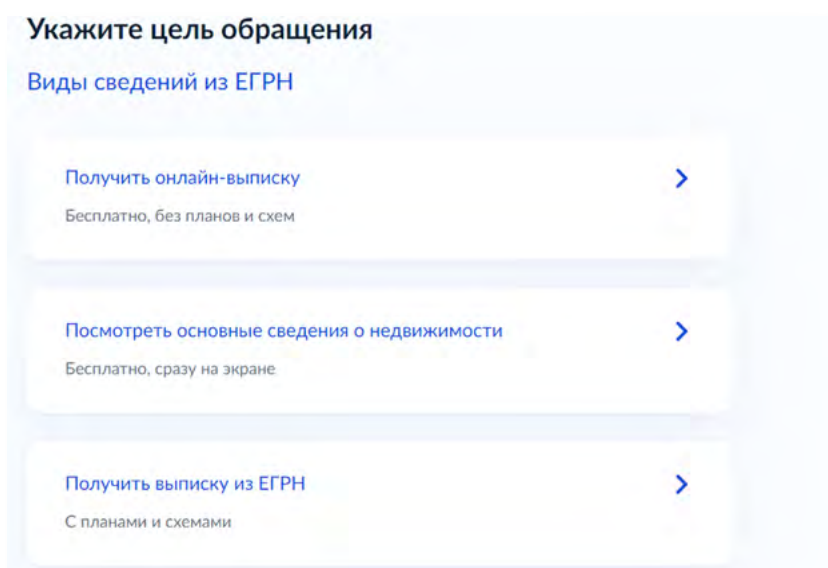 Укажите цель обращения
Виды сведений из ЕГРН
Получить онлайн-выписку
Бесплатно, без планов и схем
Посмотреть основные сведения о недвижимости
Бесплатно, сразу на экране
Получить выписку из ЕГРН
С планами и схемами